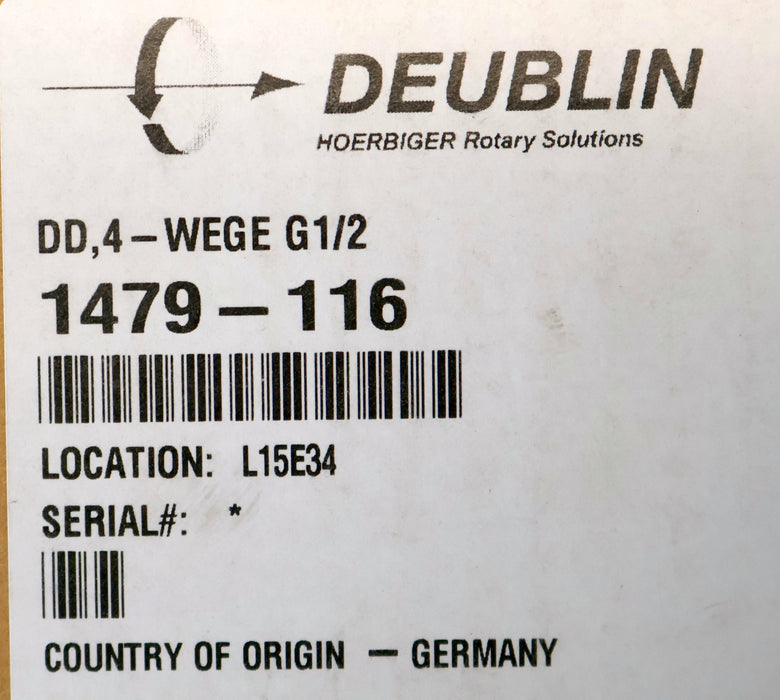 DEUBLIN
HOERBIGER Rotary Solutions
DD,4-WEGE G1/2
1479-116
LOCATION: L15E34
SERIAL#: *
COUNTRY OF ORIGIN - GERMANY